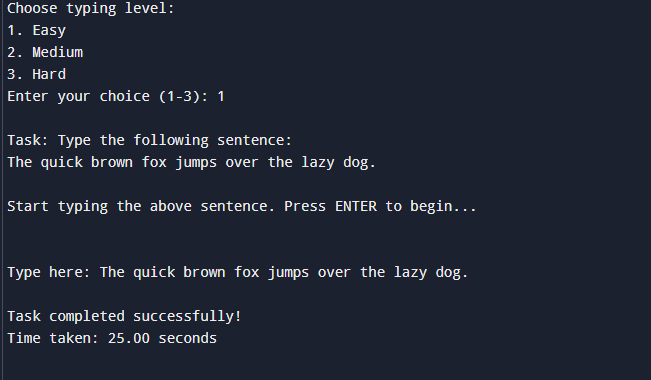 Choose typing level:
1. Easy
2. Medium
3. Hard
Enter your choice (1-3): 1
Task: Type the following sentence:
The quick brown fox jumps over the lazy dog.
Start typing the above sentence. Press ENTER to begin...
Type here: The quick brown fox jumps over the lazy dog.
Task completed successfully!
Time taken: 25.00 seconds